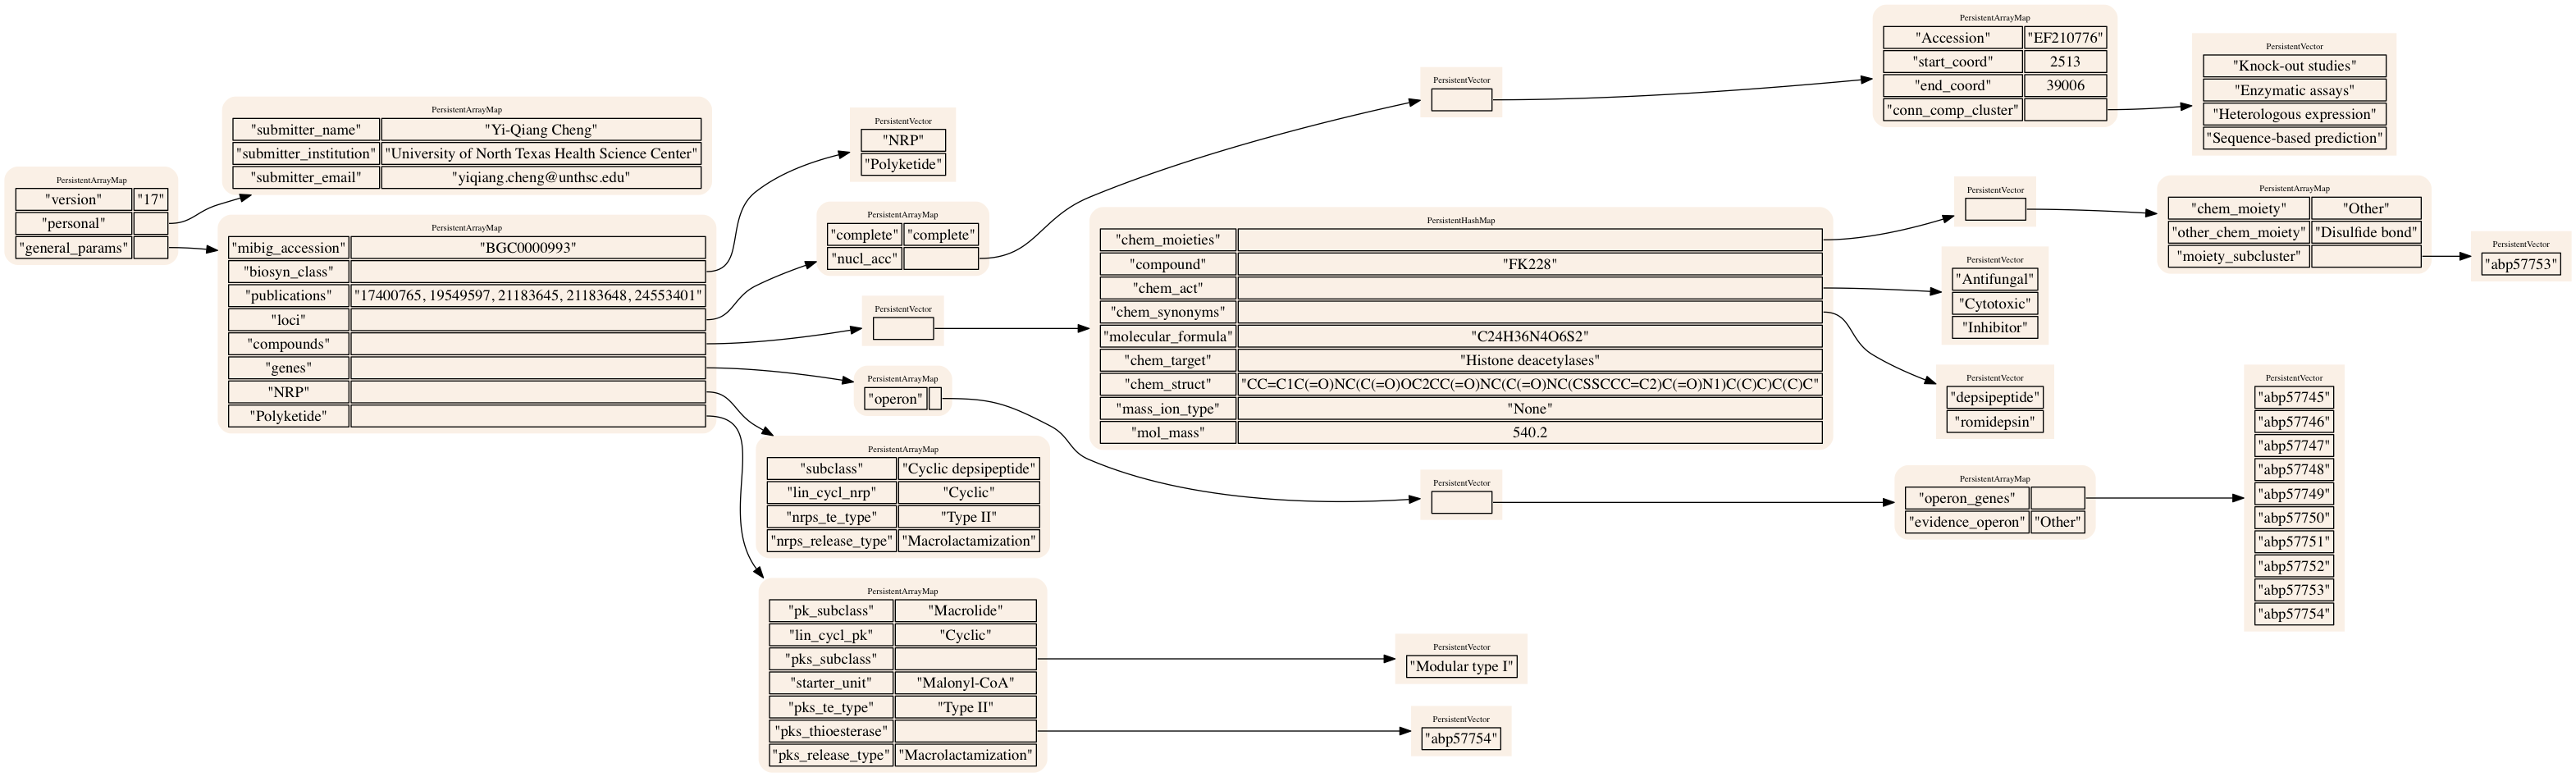 PersistentArrayMap
"version" "17"
"personal"
"general_params"
PersistentArrayMap
"submitter_name" "Yi-Qiang Cheng"
"submitter_institution" "University of North Texas Health Science Center"
"submitter_email" "yiqiang.cheng@unthsc.edu"
PersistentArrayMap
"mibig_accession" "BGC0000993"
"biosyn_class"
"publications" "17400765, 19549597, 21183645, 21183648, 24553401"
"loci"
"compounds"
"genes"
"NRP"
"Polyketide"
PersistentVector
"NRP"
"Polyketide"
PersistentArrayMap
"complete" "complete"
"nucl_acc"
PersistentVector
PersistentArrayMap
"operon"
PersistentArrayMap
"subclass" "Cyclic depsipeptide"
"lin_cycl_nrp" "Cyclic"
"nrps_te_type" "Type II"
"nrps_release_type" "Macrolactamization"
PersistentArrayMap
"pk_subclass" "Macrolide"
"lin_cycl_pk" "Cyclic"
"pks_subclass"
"starter_unit" "Malonyl-CoA"
"pks_te_type" "Type II"
"pks_thioesterase"
"pks_release_type" "Macrolactamization"
PersistentVector
PersistentHashMap
"chem_moieties"
"compound" "FK228"
"chem_act"
"chem_synonyms"
"molecular_formula" "C24H36N4O6S2"
"chem_target" "Histone deacetylases"
"chem_struct" "CC=C1C(=O)NC(C(=O)OC2CC(=O)NC(C(=O)NC(CSSCCC=C2)C(=O)N1)C(C)C)C(C)C"
"mass_ion_type" "None"
"mol_mass" 540.2
PersistentVector
PersistentVector
"Modular type I"
PersistentVector
"abp57754"
PersistentArrayMap
"Accession" "EF210776"
"start_coord" 2513
"end_coord" 39006
"conn_comp_cluster"
PersistentVector
"Knock-out studies"
"Enzymatic assays"
"Heterologous expression"
"Sequence-based prediction"
PersistentVector
PersistentArrayMap
"chem_moiety" "Other"
"other_chem_moiety" "Disulfide bond"
"moiety_subcluster"
PersistentVector
"abp57753"
PersistentVector
"Antifungal"
"Cytotoxic"
"Inhibitor"
PersistentVector
"depsipeptide"
"romidepsin"
PersistentArrayMap
"operon_genes"
"evidence_operon" "Other"
PersistentVector
"abp57745"
"abp57746"
"abp57747"
"abp57748"
"abp57749"
"abp57750"
"abp57751"
"abp57752"
"abp57753"
"abp57754"